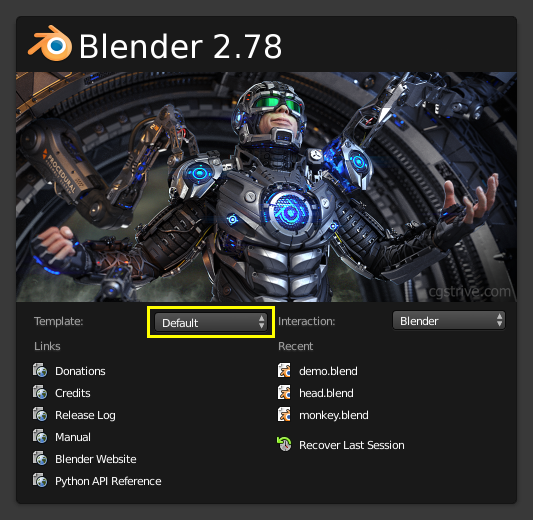 Blender 2.78
PROCEDURAL
cgstrive.com
Template:
Default
Interaction:
Blender
Links
Donations
Credits
Release Log
Manual
Blender Website
Python API Reference
Recent
demo.blend
head.blend
monkey.blend
Recover Last Session